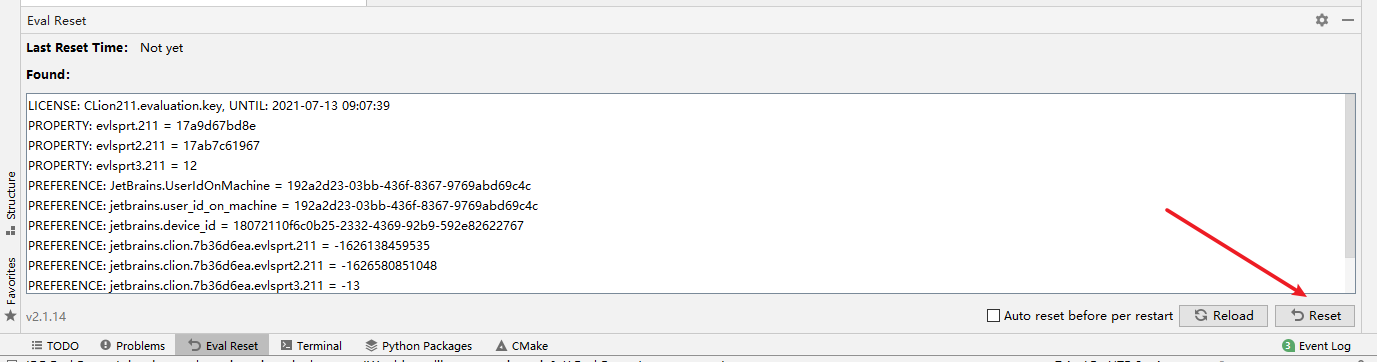 Eval Reset
Last Reset Time: Not yet
Found:
LICENSE: CLion211.evaluation.key, UNTIL: 2021-07-13 09:07:39
PROPERTY: evlsprt.211 = 17a9d67bd8e
PROPERTY: evlsprt2.211 = 17ab7c61967
PROPERTY: evlsprt3.211 = 12
PREFERENCE: JetBrains.UserIdOnMachine = 192a2d23-03bb-436f-8367-9769abd69c4c
PREFERENCE: jetbrains.user_id_on_machine = 192a2d23-03bb-436f-8367-9769abd69c4c
PREFERENCE: jetbrains.device_id = 18072110f6c0b25-2332-4369-92b9-592e82622767
PREFERENCE: jetbrains.clion.7b36d6ea.evlsprt.211 = -1626138459535
PREFERENCE: jetbrains.clion.7b36d6ea.evlsprt2.211 = -1626580851048
PREFERENCE: jetbrains.clion.7b36d6ea.evlsprt3.211 = -13
Structure
Favorites
v2.1.14 Auto reset before per restart Reload Reset
TODO Problems Eval Reset Terminal Python Packages CMake 3 Event Log